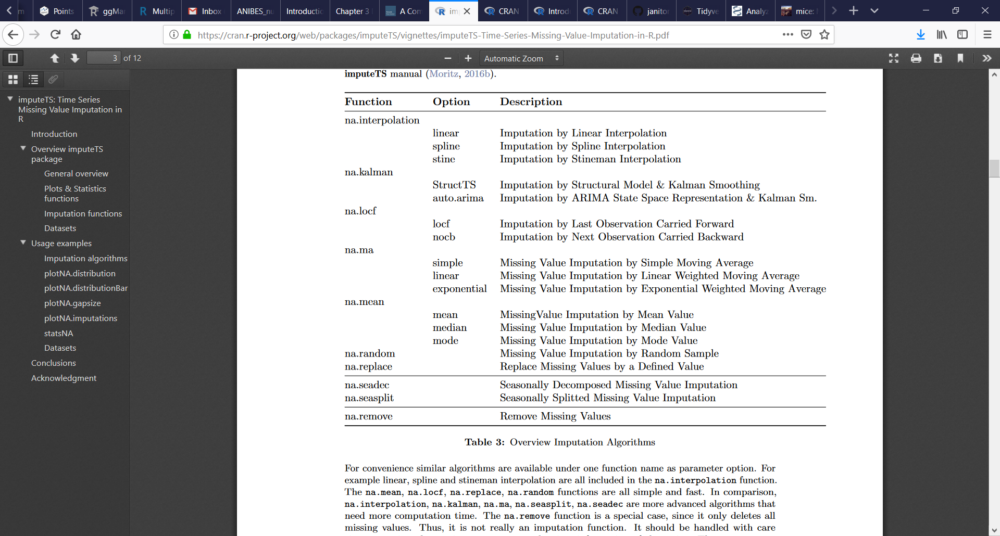 m
Points
ggMar
Multip
Inbox
ANIBES_nu
Introductio
Chapter 3
A Com
im
CRAN
Introd
CRAN
janitor
Tidyve
Analyz
mice:
https://cran.r-project.org/web/packages/imputeTS/vignettes/imputeTS-Time-Series-Missing-Value-Imputation-in-R.pdf
3 of 12
Automatic Zoom
imputeTS: Time Series
Missing Value Imputation in
R
Introduction
Overview imputeTS
package
General overview
Plots & Statistics
functions
Imputation functions
Datasets
Usage examples
Imputation algorithms
plotNA.distribution
plotNA.distributionBar
plotNA.gapsize
plotNA.imputations
statsNA
Datasets
Conclusions
Acknowledgment
imputeTS manual (Moritz, 2016b).
Function Option Description
na.interpolation
linear Imputation by Linear Interpolation
spline Imputation by Spline Interpolation
stine Imputation by Stineman Interpolation
na.kalman
StructTS Imputation by Structural Model & Kalman Smoothing
auto.arima Imputation by ARIMA State Space Representation & Kalman Sm.
na.locf
locf Imputation by Last Observation Carried Forward
nocb Imputation by Next Observation Carried Backward
na.ma
simple Missing Value Imputation by Simple Moving Average
linear Missing Value Imputation by Linear Weighted Moving Average
exponential Missing Value Imputation by Exponential Weighted Moving Average
na.mean
mean MissingValue Imputation by Mean Value
median Missing Value Imputation by Median Value
mode Missing Value Imputation by Mode Value
na.random Missing Value Imputation by Random Sample
na.replace Replace Missing Values by a Defined Value
na.seadec Seasonally Decomposed Missing Value Imputation
na.seasplit Seasonally Splitted Missing Value Imputation
na.remove Remove Missing Values
Table 3: Overview Imputation Algorithms
For convenience similar algorithms are available under one function name as parameter option. For
example linear, spline and stineman interpolation are all included in the na.interpolation function.
The na.mean, na.locf, na.replace, na.random functions are all simple and fast. In comparison,
na.interpolation, na.kalman, na.ma, na.seasplit, na.seadec are more advanced algorithms that
need more computation time. The na.remove function is a special case, since it only deletes all
missing values. Thus, it is not really an imputation function. It should be handled with care